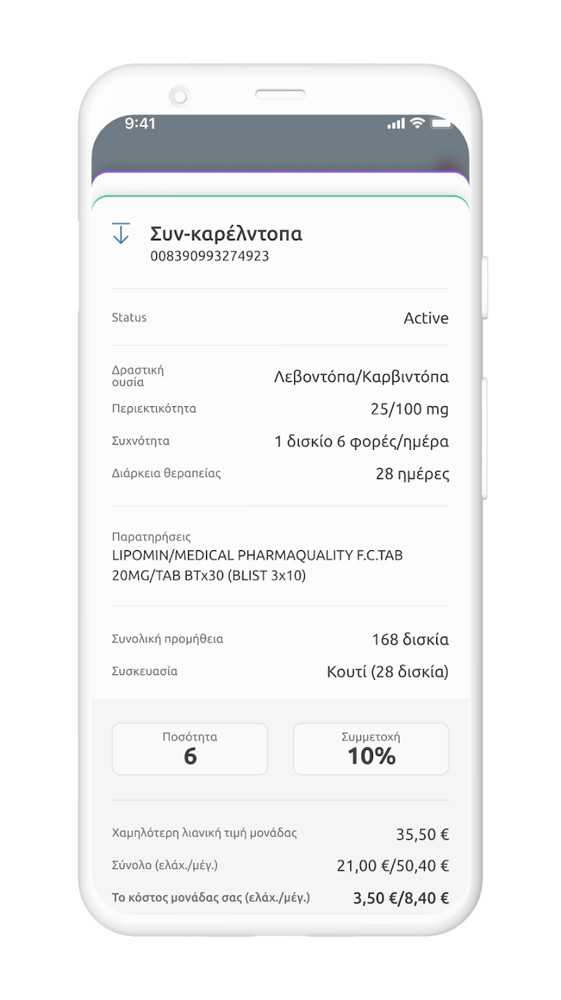 9:41
Συν-καρέλντοπα
008390993274923
Status
Active
Δραστική
ουσία
Λεβοντόπα/Καρβιντόπα
Περιεκτικότητα
25/100 mg
Συχνότητα
1 δισκίο 6 φορές/ημέρα
Διάρκεια θεραπείας
28 ημέρες
Παρατηρήσεις
LIPOMIN/MEDICAL PHARMAQUALITY F.C.TAB
20MG/TAB BTx30 (BLIST 3x10)
Συνολική προμήθεια
168 δισκία
Συσκευασία
Κουτί (28 δισκία)
Ποσότητα
6
Συμμετοχή
10%
Χαμηλότερη λιανική τιμή μονάδας
35,50 €
Σύνολο (ελάχ./μέγ.)
21,00 €/50,40 €
Το κόστος μονάδας σας (ελάχ./μέγ.)
3,50 €/8,40 €